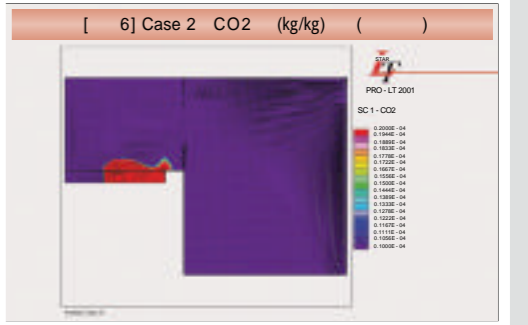 [ 6] Case 2 CO2 (kg/kg) ( )
STAR
PRO - LT 2001
SC 1 - CO2
0.2000E - 04
0.1944E - 04
0.1889E - 04
0.1833E - 04
0.1778E - 04
0.1722E - 04
0.1667E - 04
0.1556E - 04
0.1500E - 04
0.1444E - 04
0.1389E - 04
0.1333E - 04
0.1278E - 04
0.1222E - 04
0.1167E - 04
0.1111E - 04
0.1056E - 04
0.1000E - 04